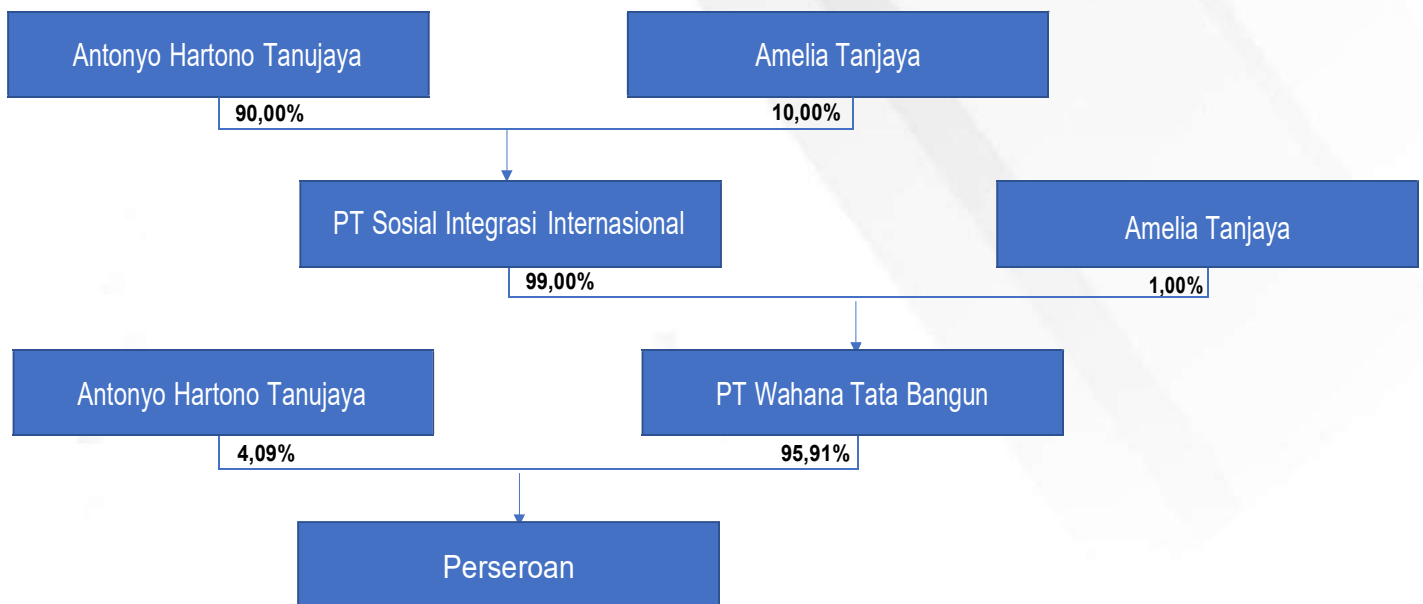 Antonyo Hartono Tanujaya
Amelia Tanjaya
90,00%
10,00%
PT Sosial Integrasi Internasional
Amelia Tanjaya
99,00%
1,00%
Antonyo Hartono Tanujaya
PT Wahana Tata Bangun
4,09%
95,91%
Perseroan